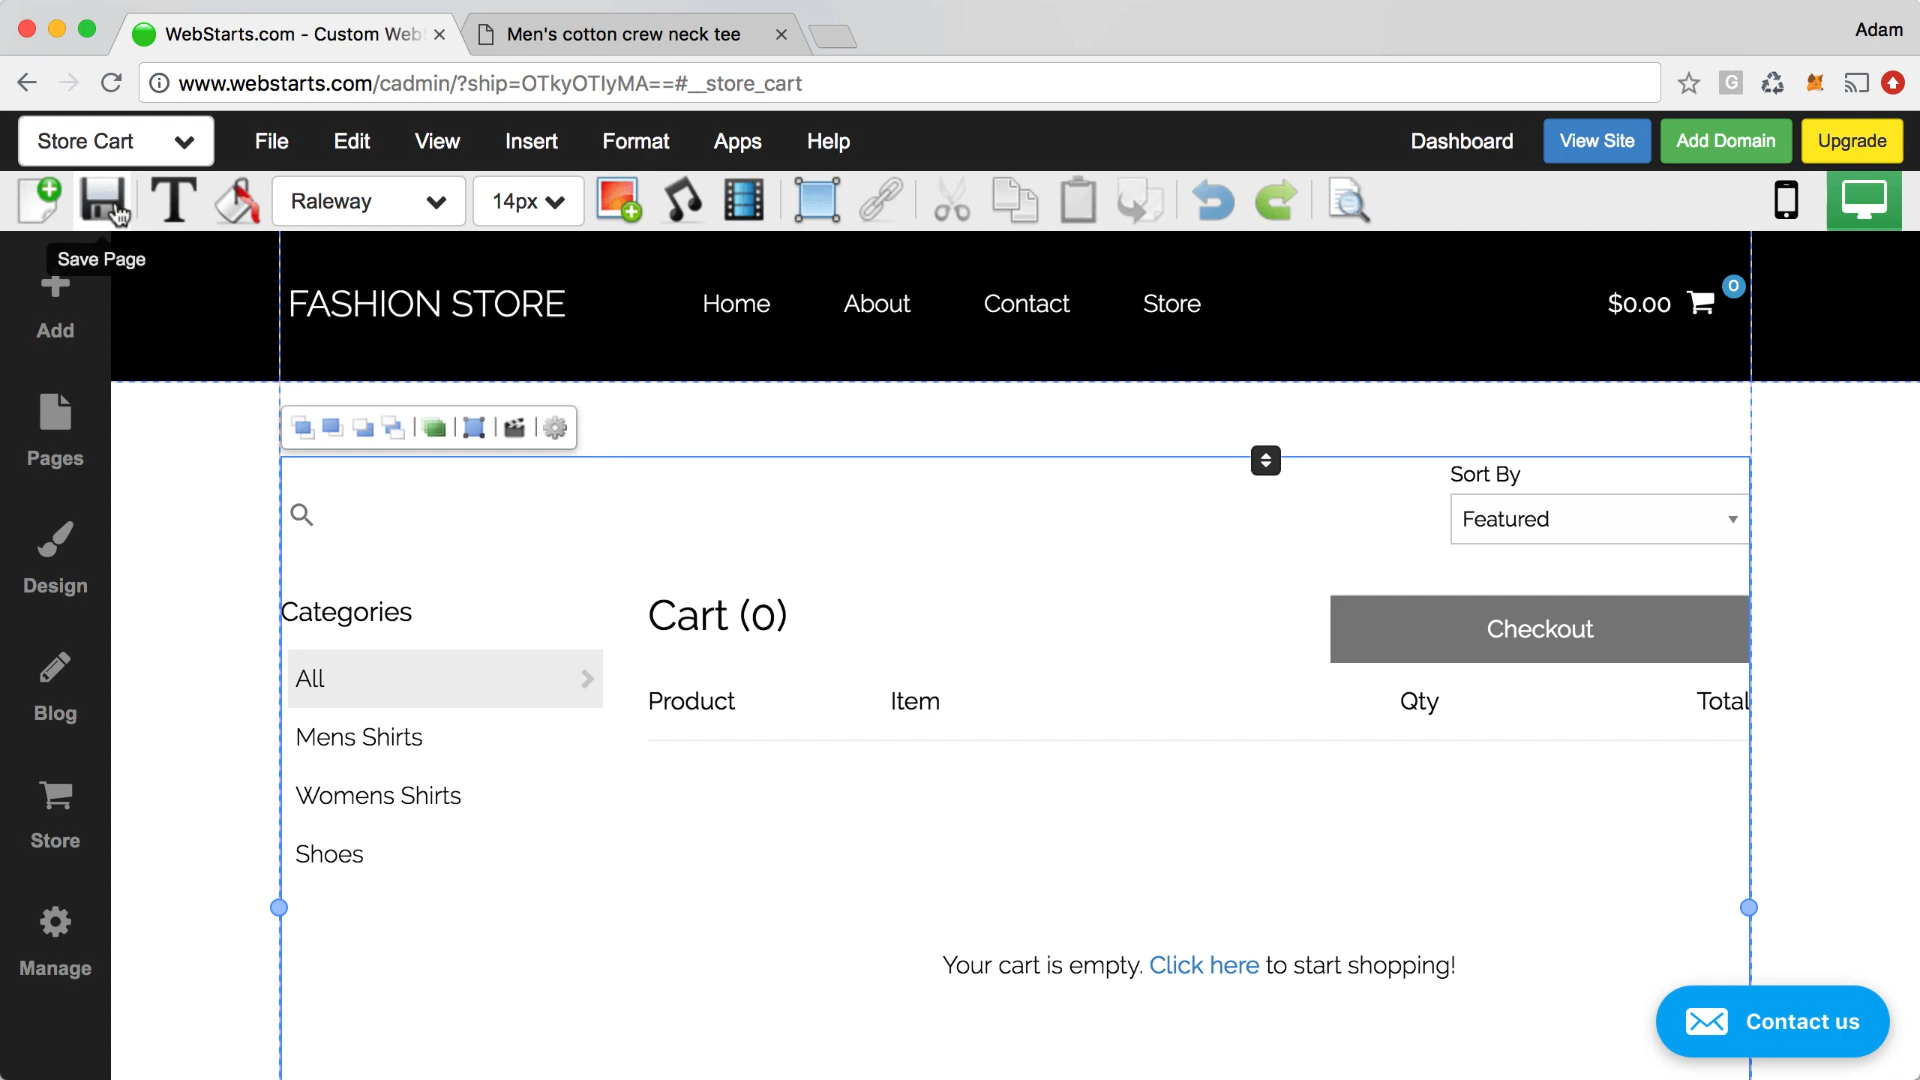 WebStarts.com - Custom Web
Men's cotton crew neck tee
Adam
www.webstarts.com/cadmin/?ship=OTkyOTIyMA==#__store_cart
G
Store Cart
File
Edit
View
Insert
Format
Apps
Help
Dashboard
View Site
Add Domain
Upgrade
T
Raleway
14px
Save Page
Add
Pages
Design
Blog
Store
Manage
FASHION STORE
Home
About
Contact
Store
$0.00
0
Sort By
Featured
Categories
All
Mens Shirts
Womens Shirts
Shoes
Cart (0)
Checkout
Product
Item
Qty
Total
Your cart is empty. Click here to start shopping!
Contact us